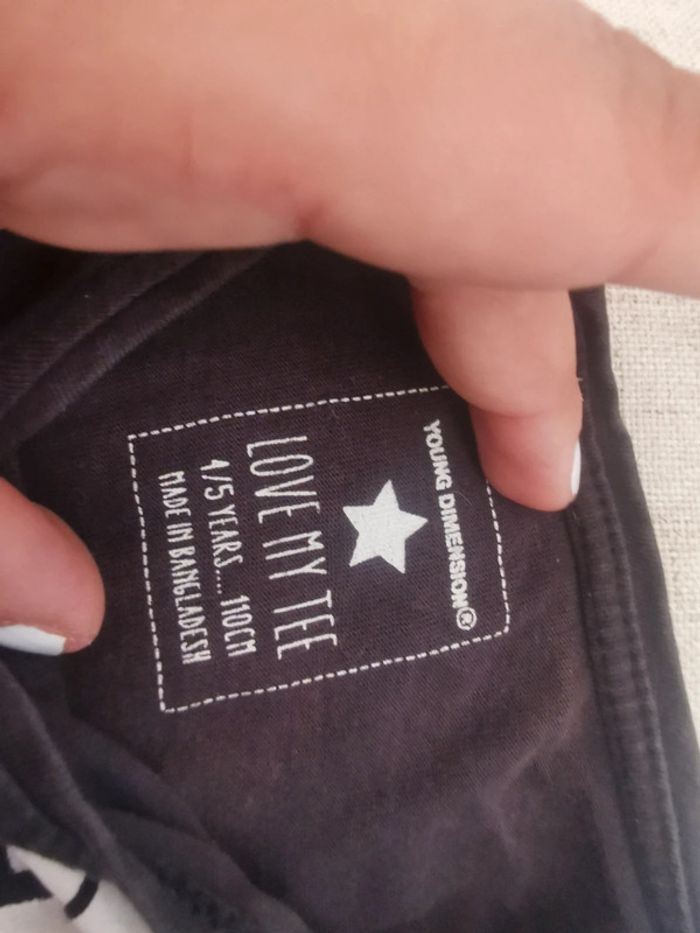 YOUNG DIMENSION®
LOVE MY TEE
4/5 YEARS.... 110CM
MADE IN BANGLADESH